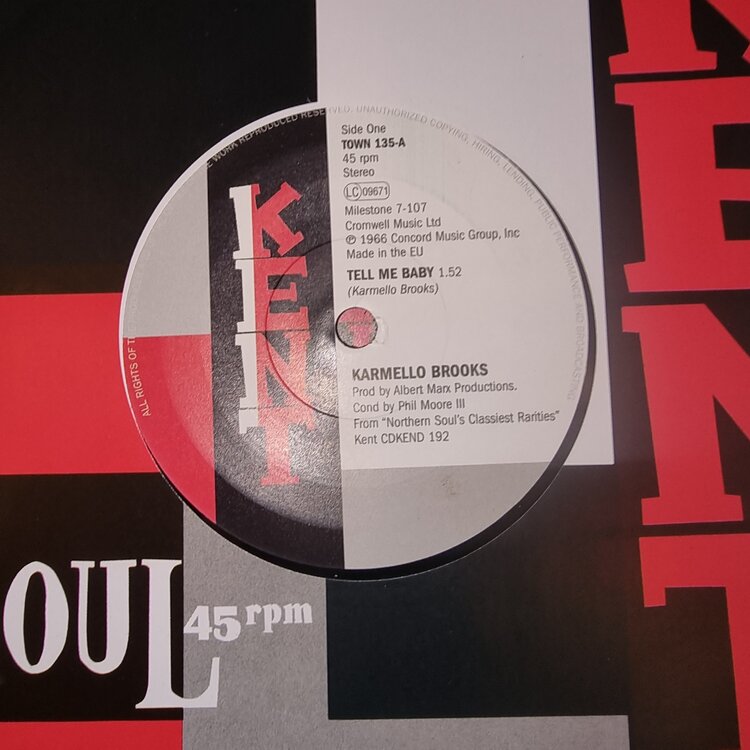 Side One
TOWN 135-A
45 rpm
Stereo
LC 09671
Milestone 7-107
Cromwell Music Ltd
℗ 1966 Concord Music Group, Inc
Made in the EU
TELL ME BABY 1.52
(Karmello Brooks)
KARMELLO BROOKS
Prod by Albert Marx Productions.
Cond by Phil Moore III
From "Northern Soul's Classiest Rarities"
Kent CDKEND 192
KENT
ALL RIGHTS OF T
WORK REPRODUCED RESERVED. UNAUTHORIZED COPYING, HIRING, LENDING, PUBLIC PERFORMANCE AND BROADCASTING
OUL
45 rpm
KENT